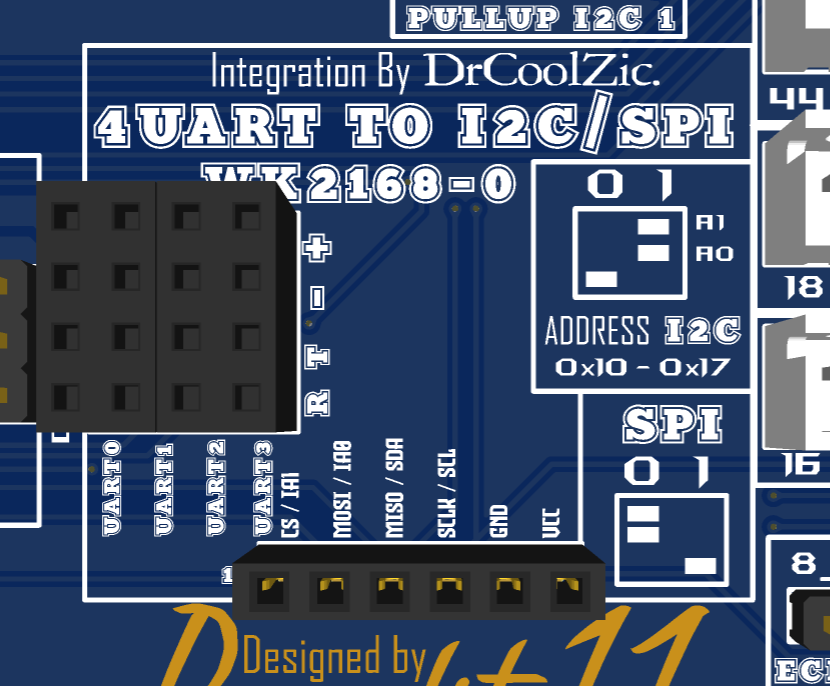 PULLUP I2C 1
Integration By DrCoolZic.
4UART TO I2C/SPI
WK2168-0
44
0 1
A1
A0
ADDRESS I2C
0x10 - 0x17
18
+
-
T
R
SPI
0 1
16
UART0
UART1
UART2
UART3
CS / IA1
MOSI / IA0
MISO / SDA
SCLK / SCL
GND
VCC
1
8
Designed by